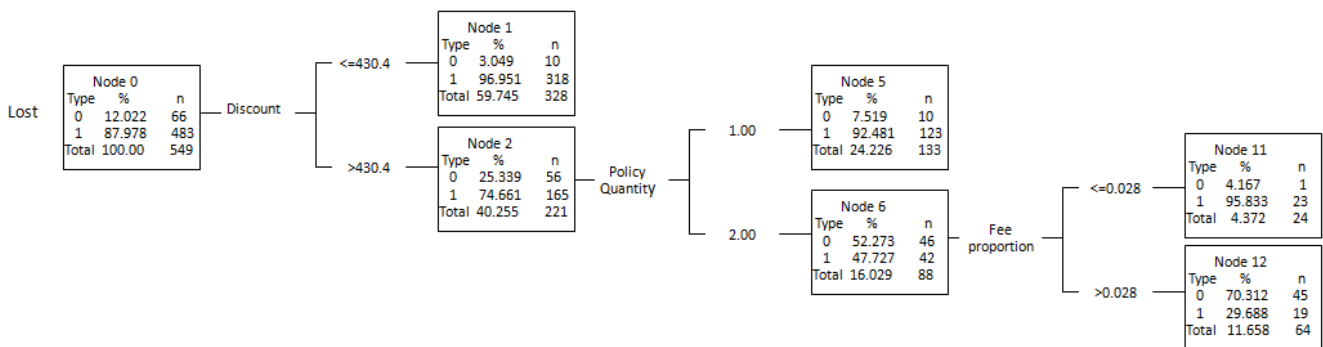 Lost
Node 0
Type % n
0 12.022 66
1 87.978 483
Total 100.00 549
Discount
<=430.4
Node 1
Type % n
0 3.049 10
1 96.951 318
Total 59.745 328
>430.4
Node 2
Type % n
0 25.339 56
1 74.661 165
Total 40.255 221
Policy
Quantity
1.00
Node 5
Type % n
0 7.519 10
1 92.481 123
Total 24.226 133
2.00
Node 6
Type % n
0 52.273 46
1 47.727 42
Total 16.029 88
Fee
proportion
<=0.028
Node 11
Type % n
0 4.167 1
1 95.833 23
Total 4.372 24
>0.028
Node 12
Type % n
0 70.312 45
1 29.688 19
Total 11.658 64